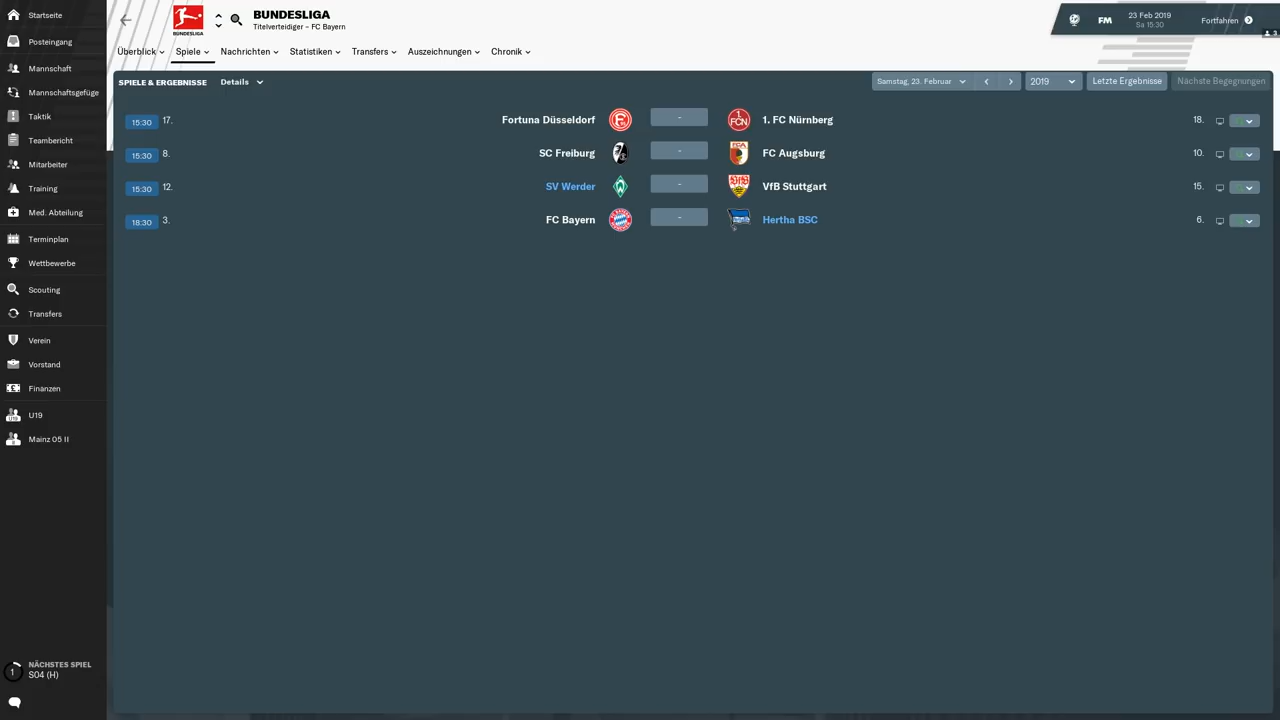 Startseite
Posteingang
Mannschaft
Mannschaftsgefüge
Taktik
Teambericht
Mitarbeiter
Training
Med. Abteilung
Terminplan
Wettbewerbe
Scouting
Transfers
Verein
Vorstand
Finanzen
U19
Mainz 05 II
NÄCHSTES SPIEL
1 S04 (H)
BUNDESLIGA
BUNDESLIGA
Titelverteidiger – FC Bayern
FM
23 Feb 2019
Sa 15:30
Fortfahren
3
Überblick Spiele Nachrichten Statistiken Transfers Auszeichnungen Chronik
SPIELE & ERGEBNISSE Details Samstag, 23. Februar 2019 Letzte Ergebnisse Nächste Begegnungen
15:30 17. Fortuna Düsseldorf - 1. FC Nürnberg 18.
15:30 8. SC Freiburg - FC Augsburg 10.
15:30 12. SV Werder - VfB Stuttgart 15.
18:30 3. FC Bayern - Hertha BSC 6.